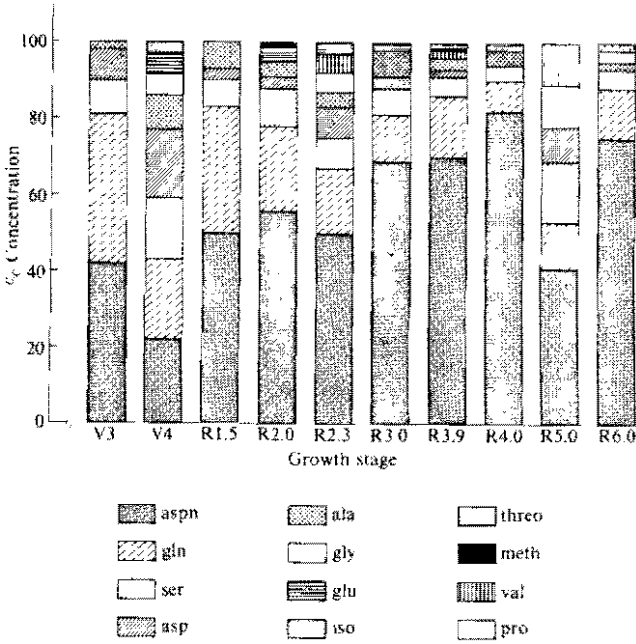 100
80
60
40
20
0
% Concentration
V3 V4 R1.5 R2.0 R2.3 R3.0 R3.9 R4.0 R5.0 R6.0
Growth stage
aspn ala threo
gln gly meth
ser glu val
asp iso pro